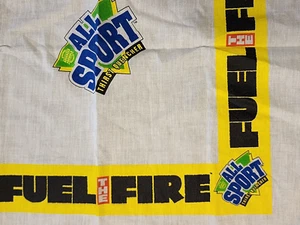 ALL
SPORT
THIRST QUENCHER
FUEL THE FIRE
FUEL THE FIRE
ALL
SPORT
THIRST QUENCHER